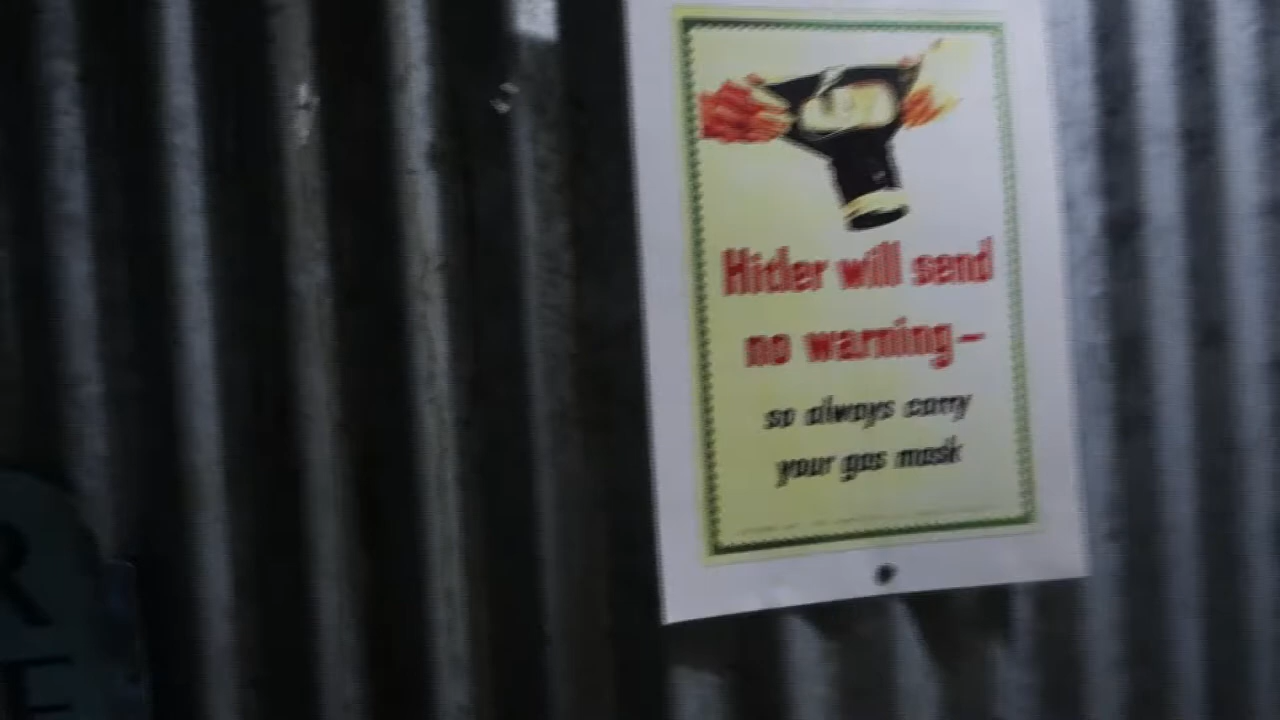 Hitler will send
no warning—
so always carry
your gas mask
R
E